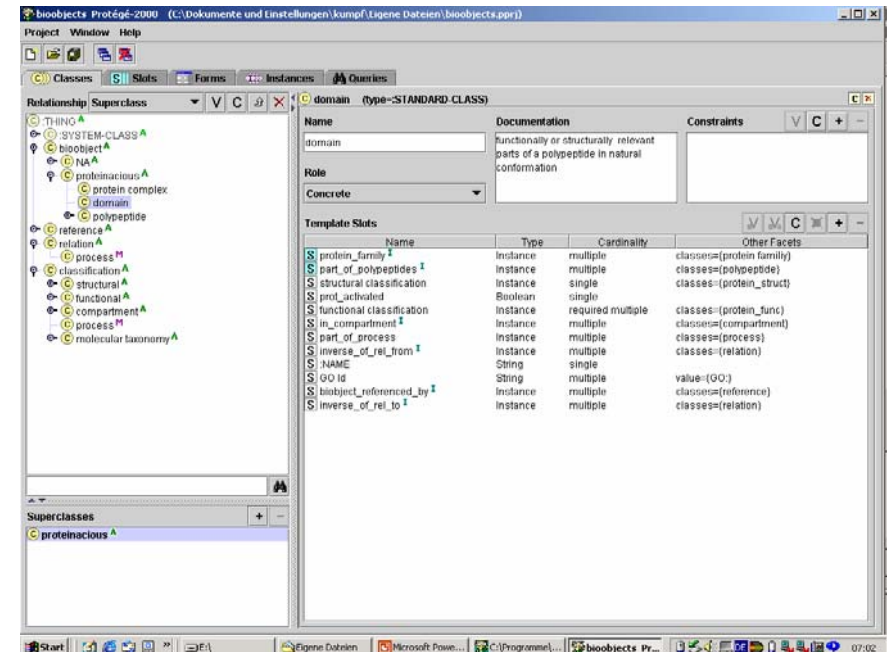 bioobjects Protégé-2000 (C:\Dokumente und Einstellungen\kumpf\Eigene Dateien\bioobjects.pprj)
Project Window Help
C Classes S Slots Forms Instances Queries
Relationship Superclass V C
C :THING A
C :SYSTEM-CLASS A
C bioobject A
C NA A
C proteinacious A
C protein complex
C domain
C polypeptide
C reference A
C relation A
C process M
C classification A
C structural A
C functional A
C compartment A
C process M
C molecular taxonomy A
Superclasses + -
C proteinacious A
C domain (type=:STANDARD-CLASS) C x
Name Documentation Constraints V C + -
domain
functionally or structurally relevant
parts of a polypeptide in natural
conformation
Role
Concrete
Template Slots V C + -
Name Type Cardinality Other Facets
S protein_family I Instance multiple classes={protein familiy}
S part_of_polypeptides I Instance multiple classes={polypeptide}
S structural classification Instance single classes={protein_struct}
S prot_activated Boolean single
S functional classification Instance required multiple classes={protein_func}
S in_compartment I Instance multiple classes={compartment}
S part_of_process Instance multiple classes={process}
S inverse_of_rel_from I Instance multiple classes={relation}
S :NAME String single
S GO Id String multiple value={GO:}
S biobject_referenced_by I Instance multiple classes={reference}
S inverse_of_rel_to I Instance multiple classes={relation}
Start » E:\ Eigene Dateien Microsoft Powe... C:\Programme\... bioobjects Pr... DE 07:02